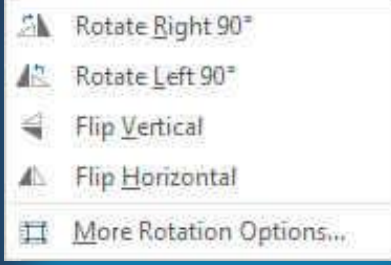 Rotate Right 90°
Rotate Left 90°
Flip Vertical
Flip Horizontal
More Rotation Options...